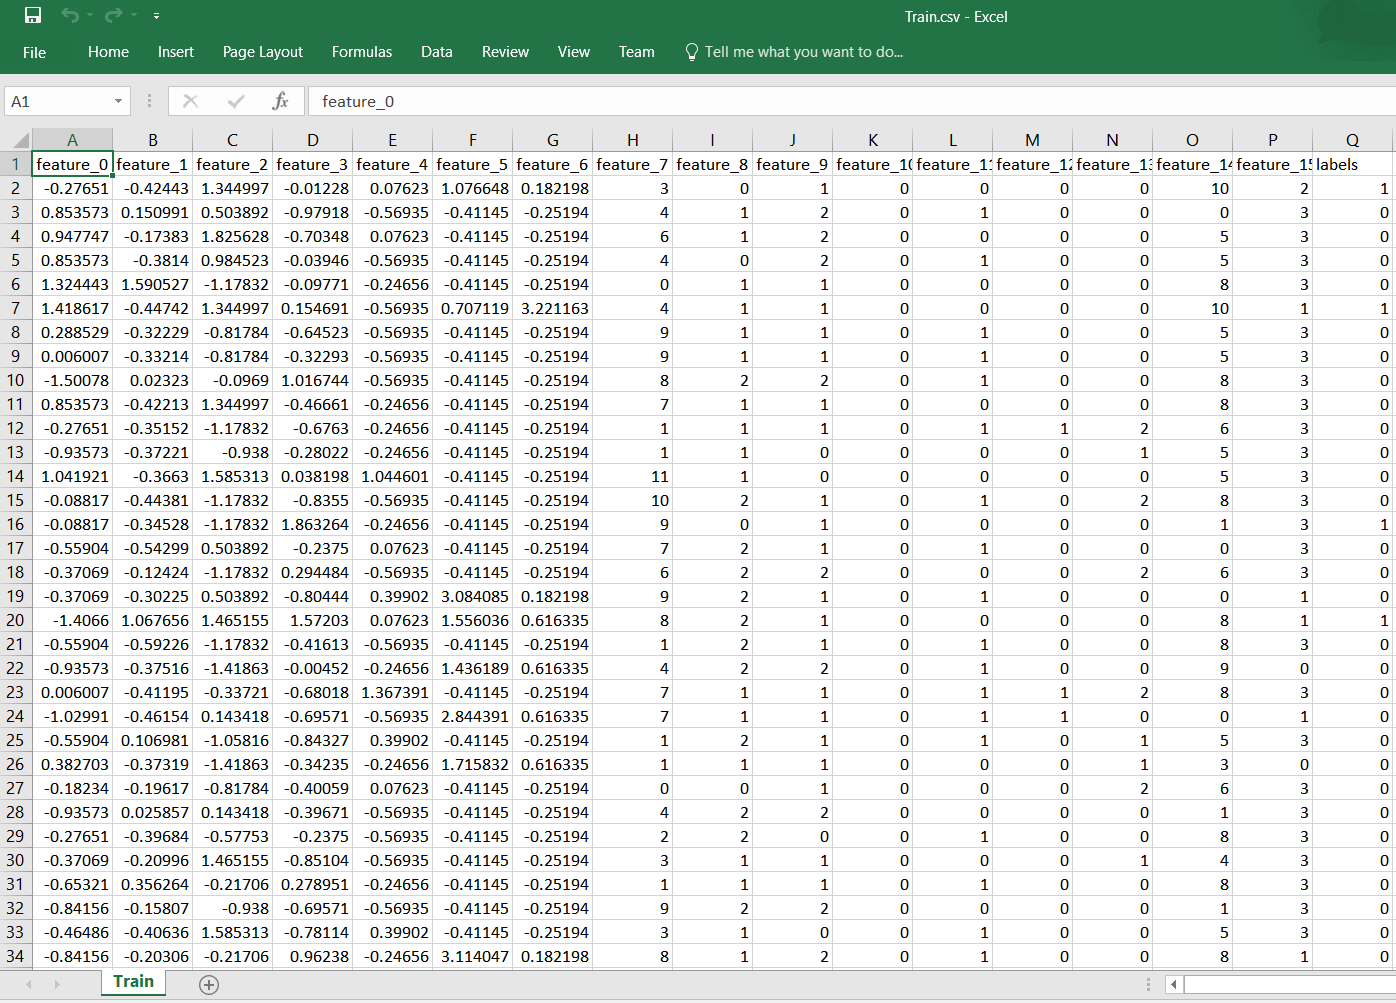 Train.csv - Excel
File Home Insert Page Layout Formulas Data Review View Team Tell me what you want to do...
A1 fx feature_0
A B C D E F G H I J K L M N O P Q
1 feature_0 feature_1 feature_2 feature_3 feature_4 feature_5 feature_6 feature_7 feature_8 feature_9 feature_10 feature_11 feature_12 feature_13 feature_14 feature_15 labels
2 -0.27651 -0.42443 1.344997 -0.01228 0.07623 1.076648 0.182198 3 0 1 0 0 0 0 10 2 1
3 0.853573 0.150991 0.503892 -0.97918 -0.56935 -0.41145 -0.25194 4 1 2 0 1 0 0 0 3 0
4 0.947747 -0.17383 1.825628 -0.70348 0.07623 -0.41145 -0.25194 6 1 2 0 0 0 0 5 3 0
5 0.853573 -0.3814 0.984523 -0.03946 -0.56935 -0.41145 -0.25194 4 0 2 0 1 0 0 5 3 0
6 1.324443 1.590527 -1.17832 -0.09771 -0.24656 -0.41145 -0.25194 0 1 1 0 0 0 0 8 3 0
7 1.418617 -0.44742 1.344997 0.154691 -0.56935 0.707119 3.221163 4 1 1 0 0 0 0 10 1 1
8 0.288529 -0.32229 -0.81784 -0.64523 -0.56935 -0.41145 -0.25194 9 1 1 0 1 0 0 5 3 0
9 0.006007 -0.33214 -0.81784 -0.32293 -0.56935 -0.41145 -0.25194 9 1 1 0 1 0 0 5 3 0
10 -1.50078 0.02323 -0.0969 1.016744 -0.56935 -0.41145 -0.25194 8 2 2 0 1 0 0 8 3 0
11 0.853573 -0.42213 1.344997 -0.46661 -0.24656 -0.41145 -0.25194 7 1 1 0 0 0 0 8 3 0
12 -0.27651 -0.35152 -1.17832 -0.6763 -0.24656 -0.41145 -0.25194 1 1 1 0 1 1 2 6 3 0
13 -0.93573 -0.37221 -0.938 -0.28022 -0.24656 -0.41145 -0.25194 1 1 0 0 0 0 1 5 3 0
14 1.041921 -0.3663 1.585313 0.038198 1.044601 -0.41145 -0.25194 11 1 0 0 0 0 0 5 3 0
15 -0.08817 -0.44381 -1.17832 -0.8355 -0.56935 -0.41145 -0.25194 10 2 1 0 1 0 2 8 3 0
16 -0.08817 -0.34528 -1.17832 1.863264 -0.24656 -0.41145 -0.25194 9 0 1 0 0 0 0 1 3 1
17 -0.55904 -0.54299 0.503892 -0.2375 0.07623 -0.41145 -0.25194 7 2 1 0 1 0 0 0 3 0
18 -0.37069 -0.12424 -1.17832 0.294484 -0.56935 -0.41145 -0.25194 6 2 2 0 0 0 2 6 3 0
19 -0.37069 -0.30225 0.503892 -0.80444 0.39902 3.084085 0.182198 9 2 1 0 1 0 0 0 1 0
20 -1.4066 1.067656 1.465155 1.57203 0.07623 1.556036 0.616335 8 2 1 0 0 0 0 8 1 1
21 -0.55904 -0.59226 -1.17832 -0.41613 -0.56935 -0.41145 -0.25194 1 2 1 0 1 0 0 8 3 0
22 -0.93573 -0.37516 -1.41863 -0.00452 -0.24656 1.436189 0.616335 4 2 2 0 1 0 0 9 0 0
23 0.006007 -0.41195 -0.33721 -0.68018 1.367391 -0.41145 -0.25194 7 1 1 0 1 1 2 8 3 0
24 -1.02991 -0.46154 0.143418 -0.69571 -0.56935 2.844391 0.616335 7 1 1 0 1 1 0 0 1 0
25 -0.55904 0.106981 -1.05816 -0.84327 0.39902 -0.41145 -0.25194 1 2 1 0 1 0 1 5 3 0
26 0.382703 -0.37319 -1.41863 -0.34235 -0.24656 1.715832 0.616335 1 1 1 0 0 0 1 3 0 0
27 -0.18234 -0.19617 -0.81784 -0.40059 0.07623 -0.41145 -0.25194 0 0 1 0 0 0 2 6 3 0
28 -0.93573 0.025857 0.143418 -0.39671 -0.56935 -0.41145 -0.25194 4 2 2 0 0 0 0 1 3 0
29 -0.27651 -0.39684 -0.57753 -0.2375 -0.56935 -0.41145 -0.25194 2 2 0 0 1 0 0 8 3 0
30 -0.37069 -0.20996 1.465155 -0.85104 -0.56935 -0.41145 -0.25194 3 1 1 0 0 0 1 4 3 0
31 -0.65321 0.356264 -0.21706 0.278951 -0.24656 -0.41145 -0.25194 1 1 1 0 1 0 0 8 3 0
32 -0.84156 -0.15807 -0.938 -0.69571 -0.56935 -0.41145 -0.25194 9 2 2 0 0 0 0 1 3 0
33 -0.46486 -0.40636 1.585313 -0.78114 0.39902 -0.41145 -0.25194 3 1 0 0 1 0 0 5 3 0
34 -0.84156 -0.20306 -0.21706 0.96238 -0.24656 3.114047 0.182198 8 1 2 0 1 0 0 8 1 0
Train